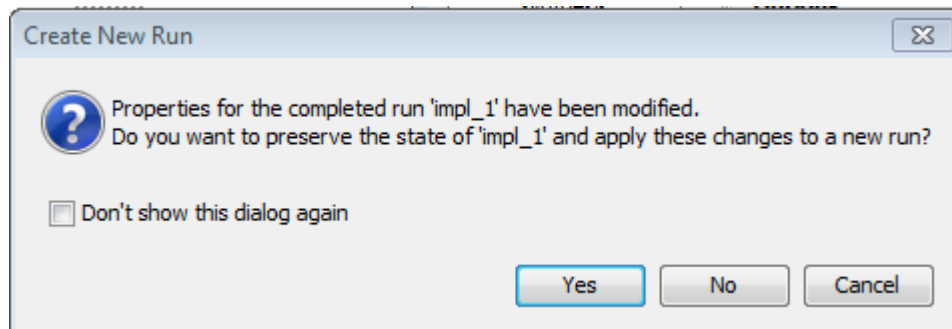 Create New Run
Properties for the completed run 'impl_1' have been modified.
Do you want to preserve the state of 'impl_1' and apply these changes to a new run?
Don't show this dialog again
Yes
No
Cancel